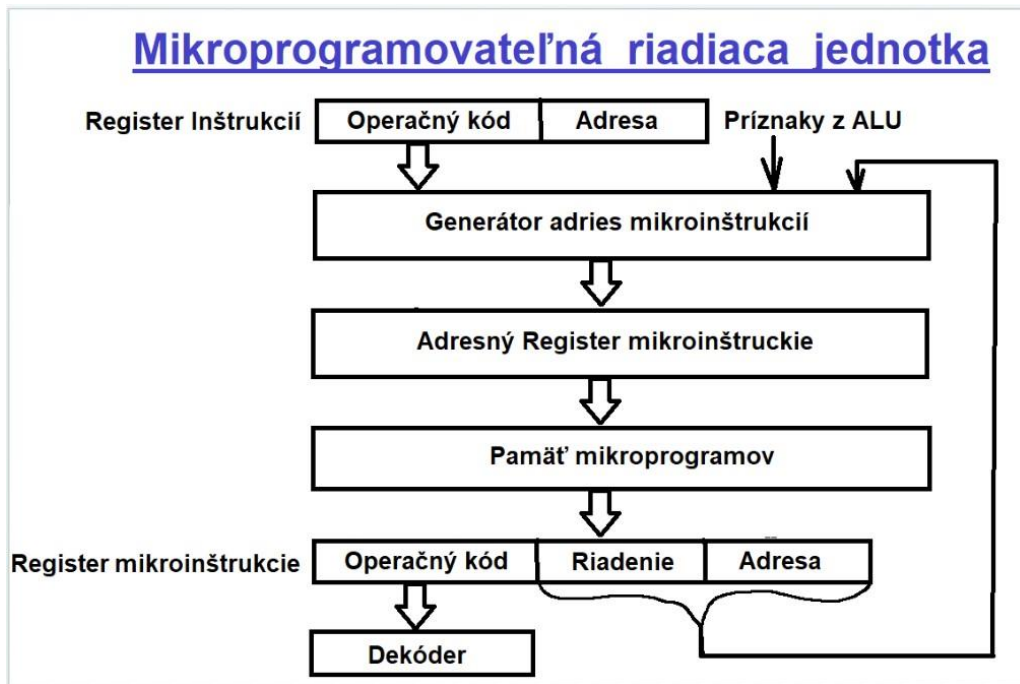 Mikroprogramovateľná riadiaca jednotka
Register Inštrukcií Operačný kód Adresa Príznaky z ALU
Generátor adries mikroinštrukcií
Adresný Register mikroinštruckie
Pamäť mikroprogramov
Register mikroinštrukcie Operačný kód Riadenie Adresa
Dekóder